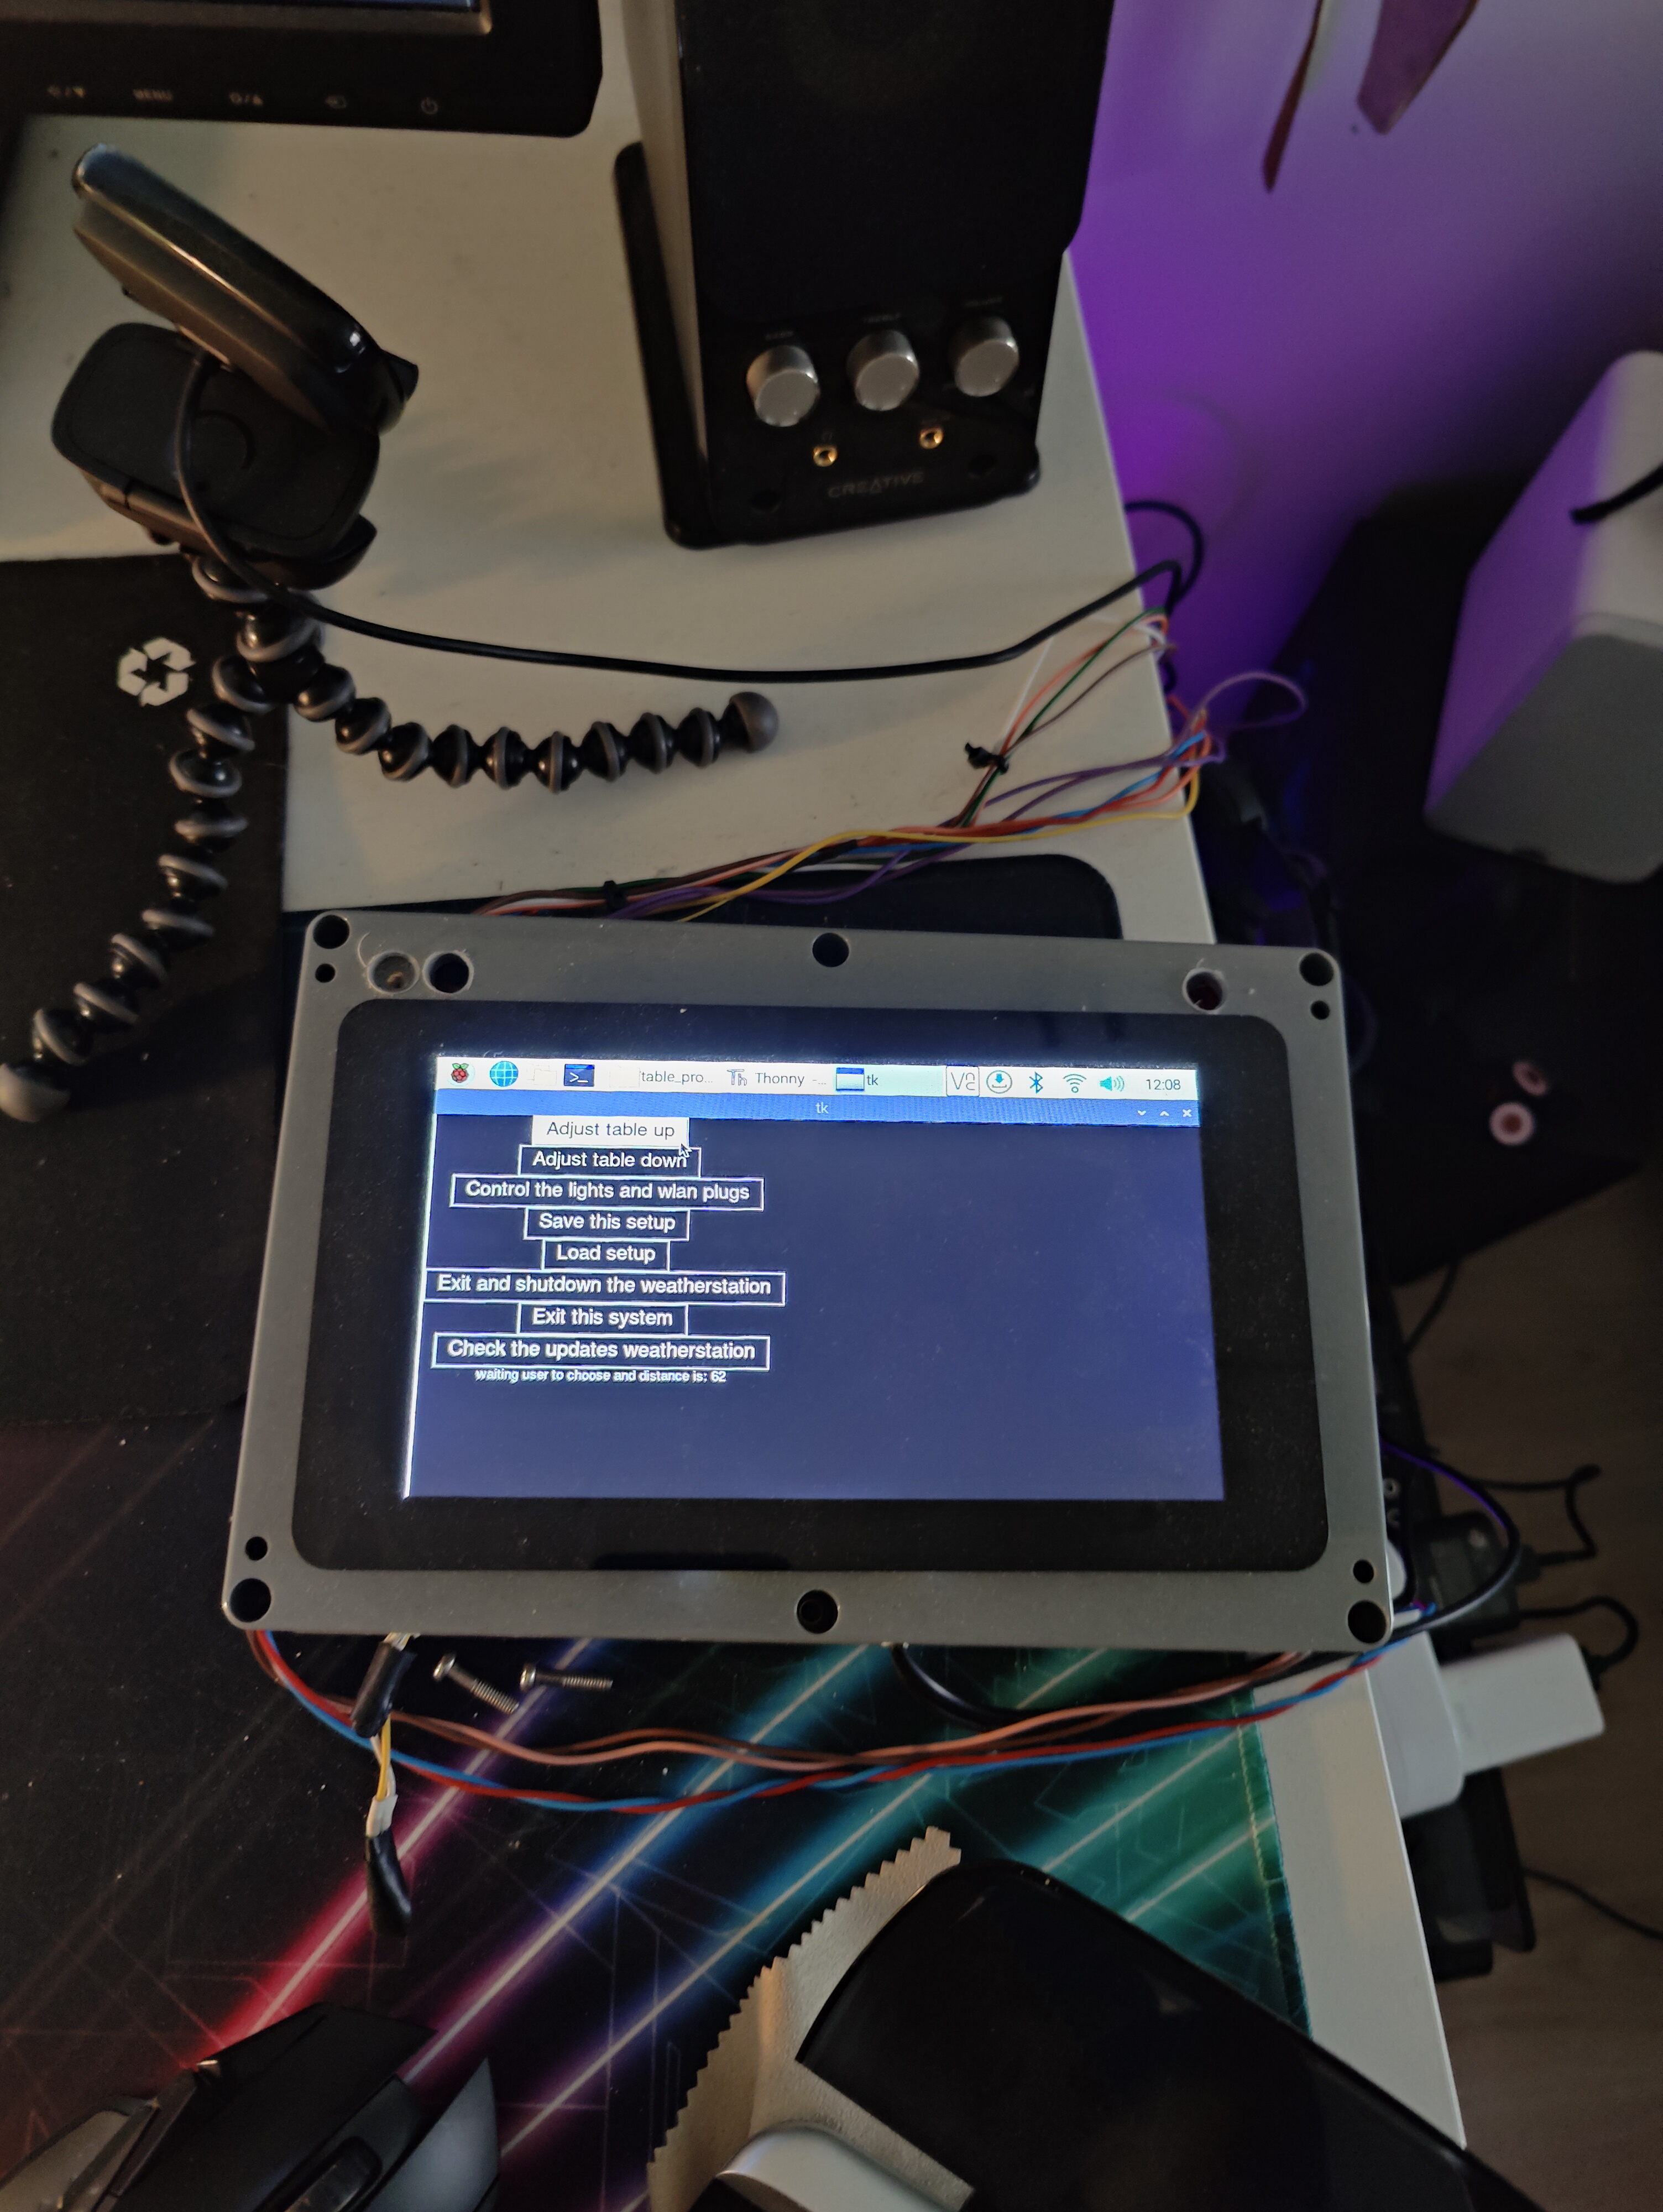 MENU
CREATIVE
table_pro... Th Thonny -... tk VNC 12:08
tk
Adjust table up
Adjust table down
Control the lights and wlan plugs
Save this setup
Load setup
Exit and shutdown the weatherstation
Exit this system
Check the updates weatherstation
waiting user to choose and distance is: 62